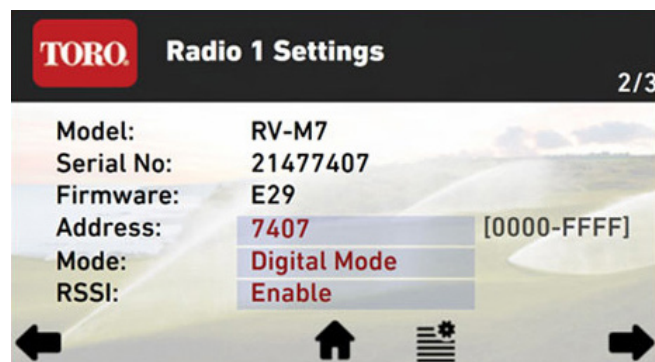 TORO.
Radio 1 Settings
2/3
Model: RV-M7
Serial No: 21477407
Firmware: E29
Address: 7407 [0000-FFFF]
Mode: Digital Mode
RSSI: Enable